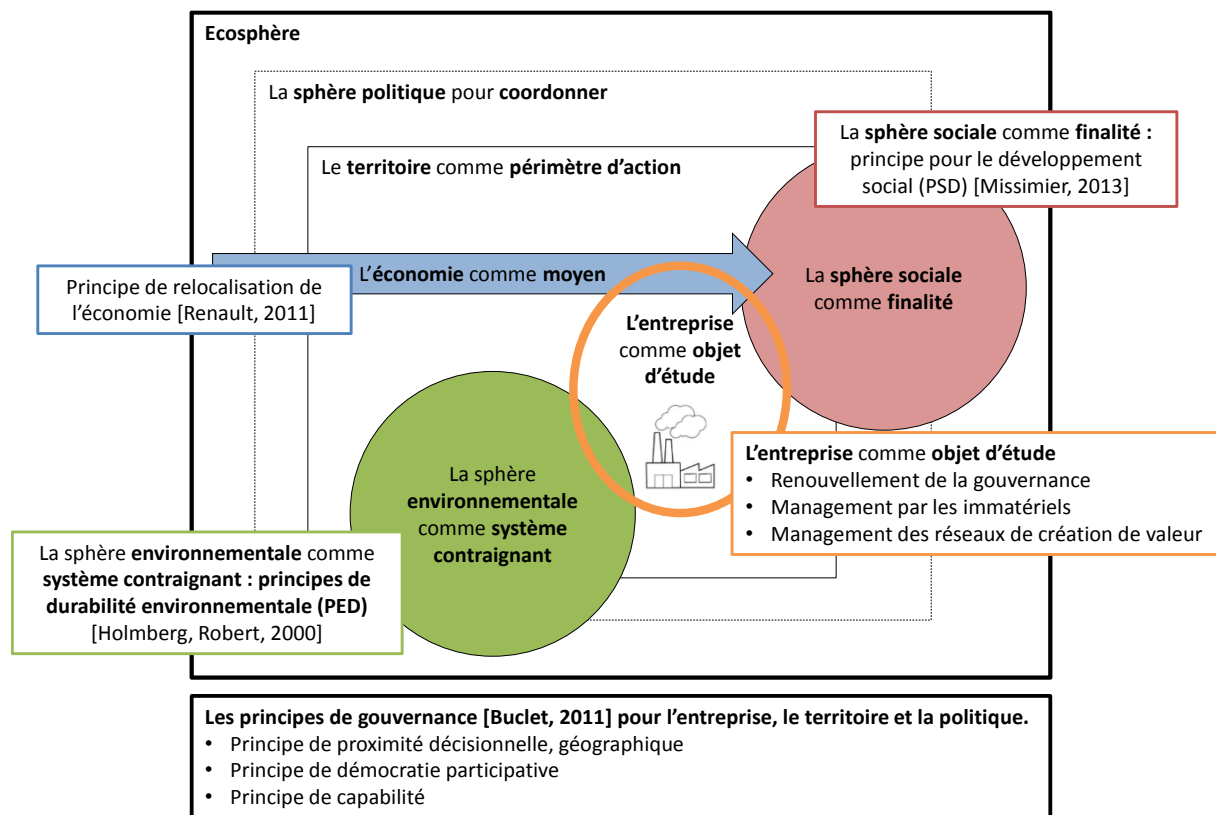 Ecosphère
La sphère politique pour coordonner
La sphère sociale comme finalité :
principe pour le développement
social (PSD) [Missimier, 2013]
Le territoire comme périmètre d’action
L’économie comme moyen
La sphère sociale
comme finalité
Principe de relocalisation de
l’économie [Renault, 2011]
L’entreprise
comme objet
d’étude
L’entreprise comme objet d’étude
• Renouvellement de la gouvernance
• Management par les immatériels
• Management des réseaux de création de valeur
La sphère
environnementale
comme système
contraignant
La sphère environnementale comme
système contraignant : principes de
durabilité environnementale (PED)
[Holmberg, Robert, 2000]
Les principes de gouvernance [Buclet, 2011] pour l’entreprise, le territoire et la politique.
• Principe de proximité décisionnelle, géographique
• Principe de démocratie participative
• Principe de capabilité